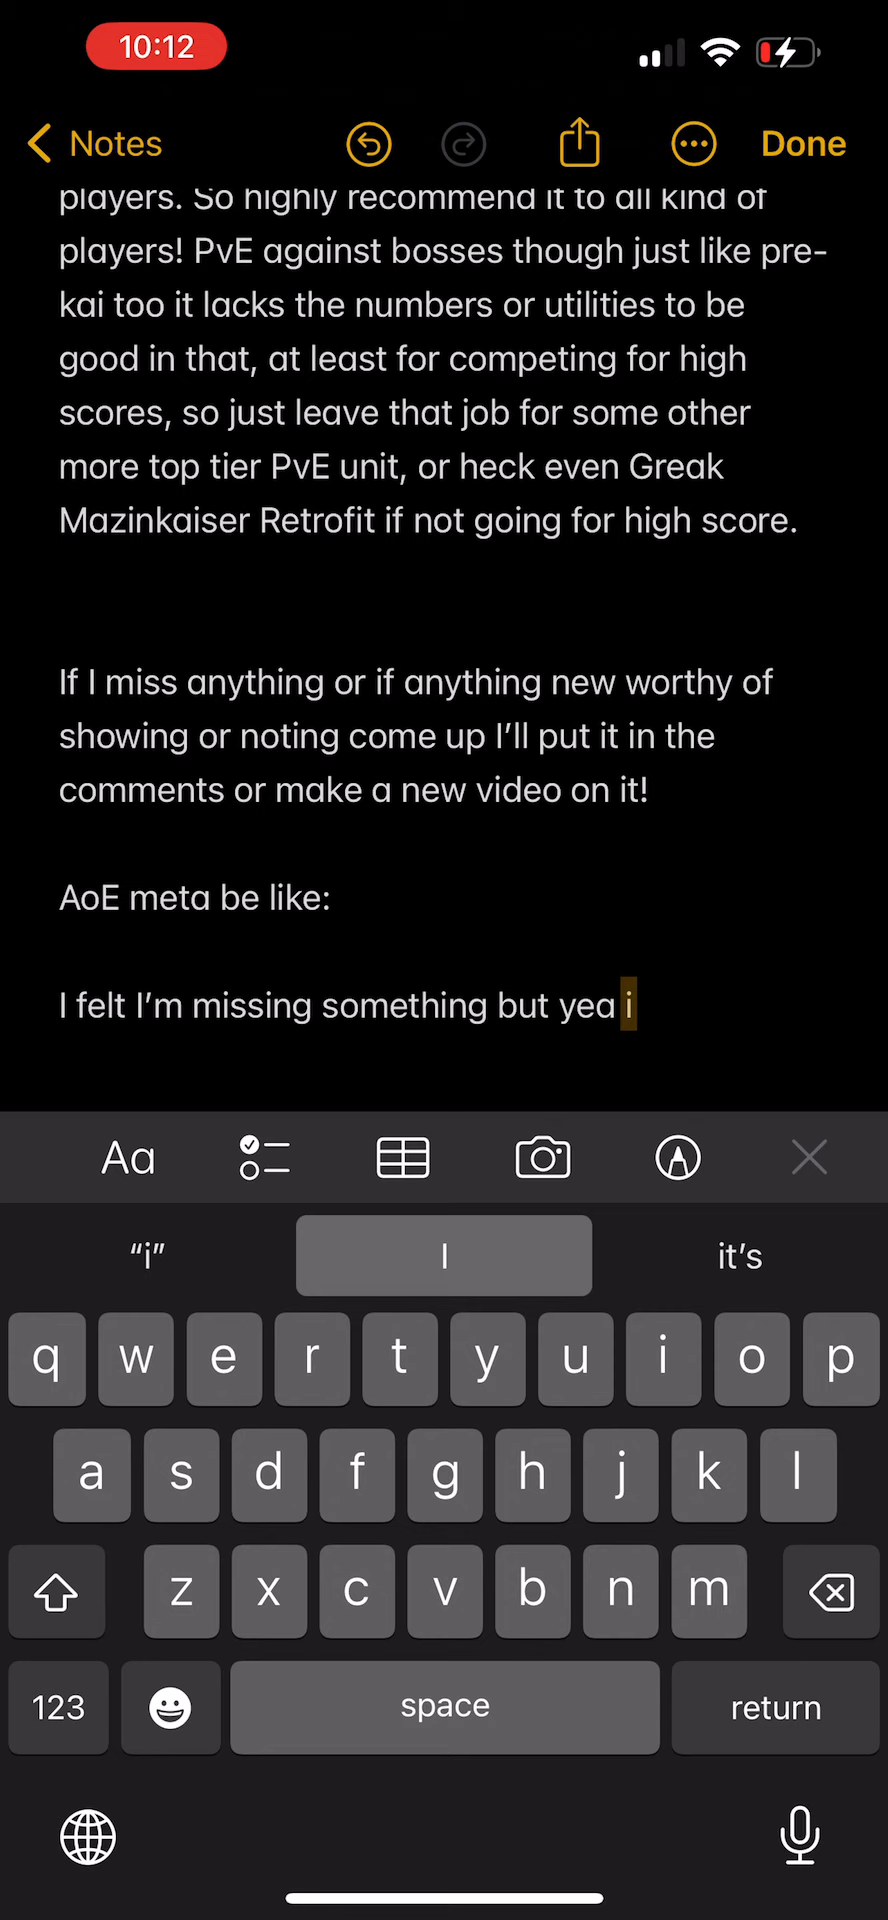 10:12
Notes
Done
players. So highly recommend it to all kind of
players! PvE against bosses though just like pre-
kai too it lacks the numbers or utilities to be
good in that, at least for competing for high
scores, so just leave that job for some other
more top tier PvE unit, or heck even Greak
Mazinkaiser Retrofit if not going for high score.
If I miss anything or if anything new worthy of
showing or noting come up I’ll put it in the
comments or make a new video on it!
AoE meta be like:
I felt I’m missing something but yea i
Aa
“i” I it’s
q w e r t y u i o p
a s d f g h j k l
z x c v b n m
123 space return